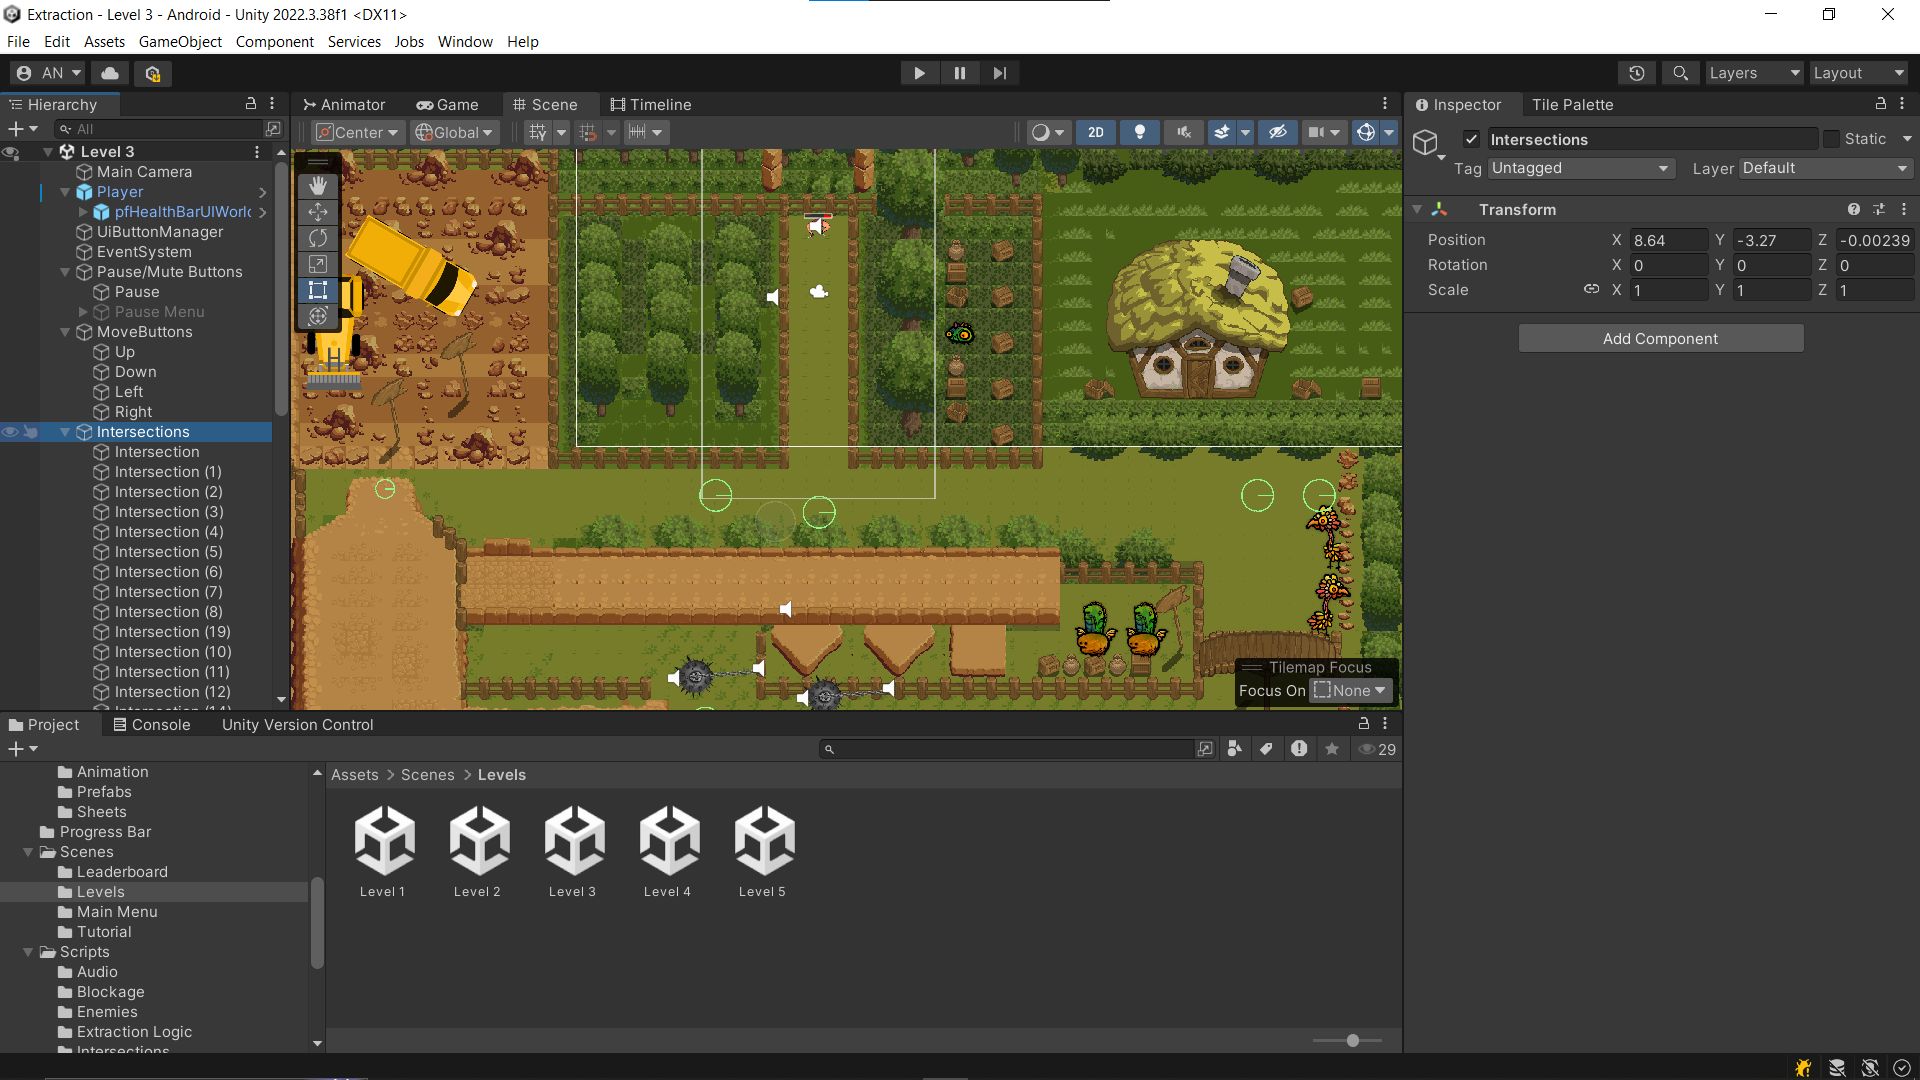 Extraction - Level 3 - Android - Unity 2022.3.38f1 <DX11>
File Edit Assets GameObject Component Services Jobs Window Help
AN
Layers Layout
Hierarchy
All
Level 3
Main Camera
Player
pfHealthBarUIWorl
UiButtonManager
EventSystem
Pause/Mute Buttons
Pause
Pause Menu
MoveButtons
Up
Down
Left
Right
Intersections
Intersection
Intersection (1)
Intersection (2)
Intersection (3)
Intersection (4)
Intersection (5)
Intersection (6)
Intersection (7)
Intersection (8)
Intersection (19)
Intersection (10)
Intersection (11)
Intersection (12)
Animator Game Scene Timeline
Center Global 2D
Tilemap Focus
Focus On None
Inspector Tile Palette
Intersections Static
Tag Untagged Layer Default
Transform
Position X 8.64 Y -3.27 Z -0.00239
Rotation X 0 Y 0 Z 0
Scale X 1 Y 1 Z 1
Add Component
Project Console Unity Version Control
29
Animation
Prefabs
Sheets
Progress Bar
Scenes
Leaderboard
Levels
Main Menu
Tutorial
Scripts
Audio
Blockage
Enemies
Extraction Logic
Intersections
Assets > Scenes > Levels
Level 1 Level 2 Level 3 Level 4 Level 5